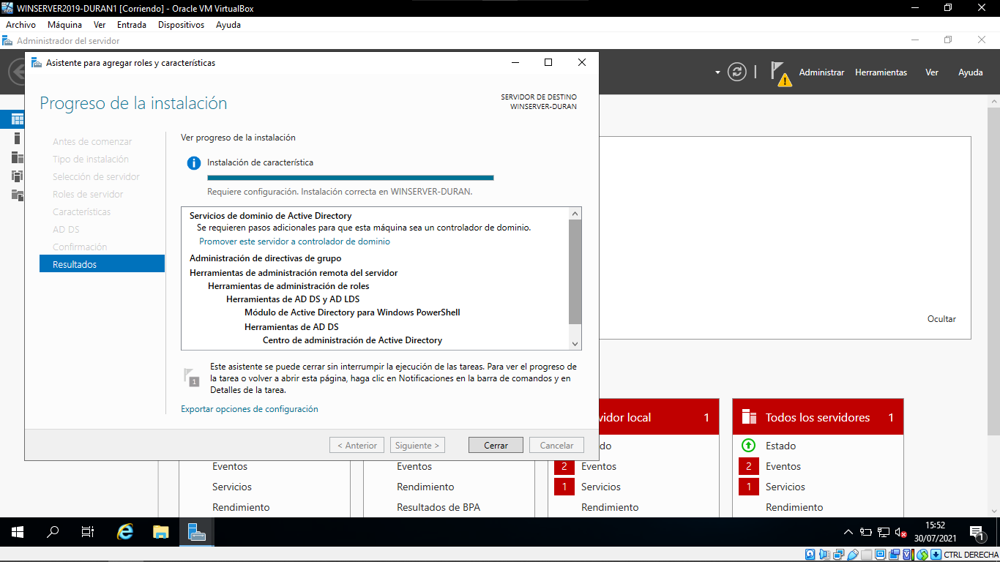 WINSERVER2019-DURAN1 [Corriendo] - Oracle VM VirtualBox
Archivo Máquina Ver Entrada Dispositivos Ayuda
Administrador del servidor
Administrar Herramientas Ver Ayuda
Asistente para agregar roles y características
Progreso de la instalación
SERVIDOR DE DESTINO
WINSERVER-DURAN
Antes de comenzar
Tipo de instalación
Selección de servidor
Roles de servidor
Características
AD DS
Confirmación
Resultados
Ver progreso de la instalación
Instalación de característica
Requiere configuración. Instalación correcta en WINSERVER-DURAN.
Servicios de dominio de Active Directory
Se requieren pasos adicionales para que esta máquina sea un controlador de dominio.
Promover este servidor a controlador de dominio
Administración de directivas de grupo
Herramientas de administración remota del servidor
Herramientas de administración de roles
Herramientas de AD DS y AD LDS
Módulo de Active Directory para Windows PowerShell
Herramientas de AD DS
Centro de administración de Active Directory
1
Este asistente se puede cerrar sin interrumpir la ejecución de las tareas. Para ver el progreso de
la tarea o volver a abrir esta página, haga clic en Notificaciones en la barra de comandos y en
Detalles de la tarea.
Exportar opciones de configuración
< Anterior Siguiente > Cerrar Cancelar
Ocultar
vidor local 1
Todos los servidores 1
do
Estado
Eventos
Eventos
2 Eventos
2 Eventos
Servicios
Rendimiento
1 Servicios
1 Servicios
Rendimiento
Resultados de BPA
Rendimiento
Rendimiento
15:52
30/07/2021
1
CTRL DERECHA